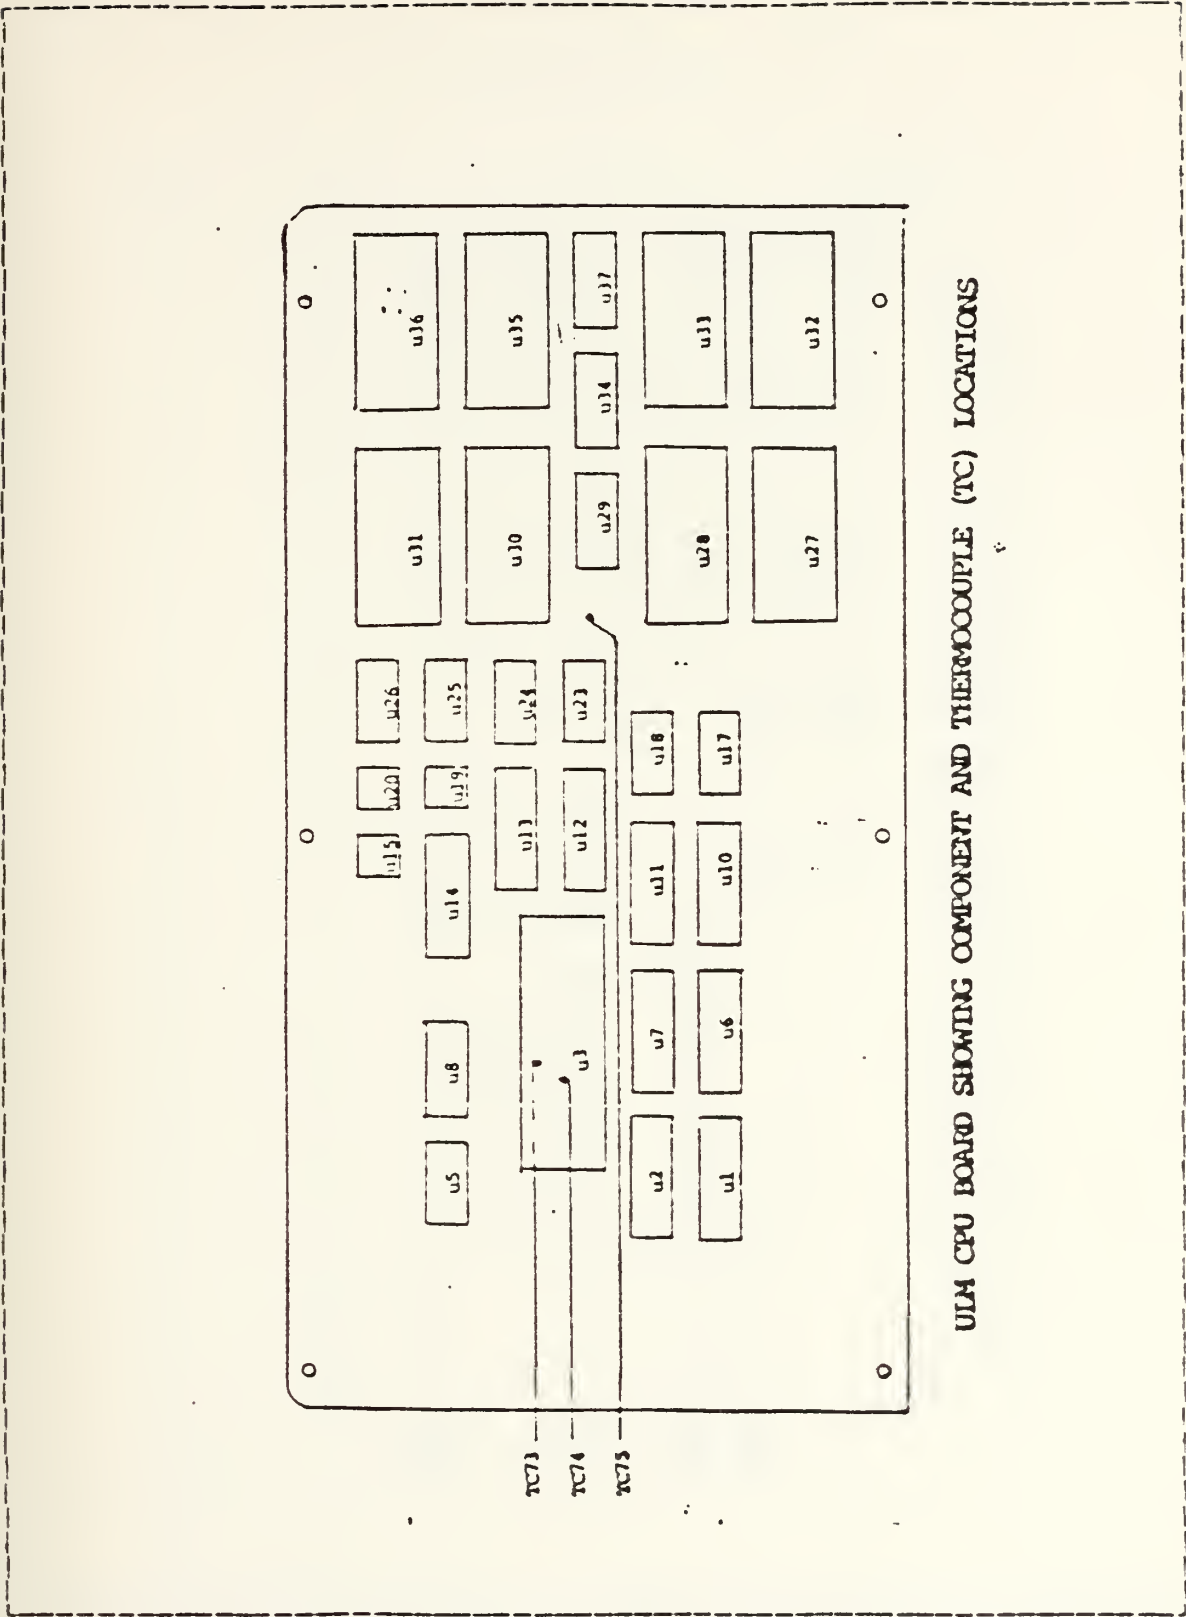 TC73
TC74
TC75
u5
u8
u14
u15
u20
u19
u26
u25
u24
u23
u13
u12
u3
u2
u1
u7
u6
u11
u10
u18
u17
u31
u30
u29
u28
u27
u36
u35
u34
u37
u33
u32
ULM CPU BOARD SHOWING COMPONENT AND THERMOCOUPLE (TC) LOCATIONS